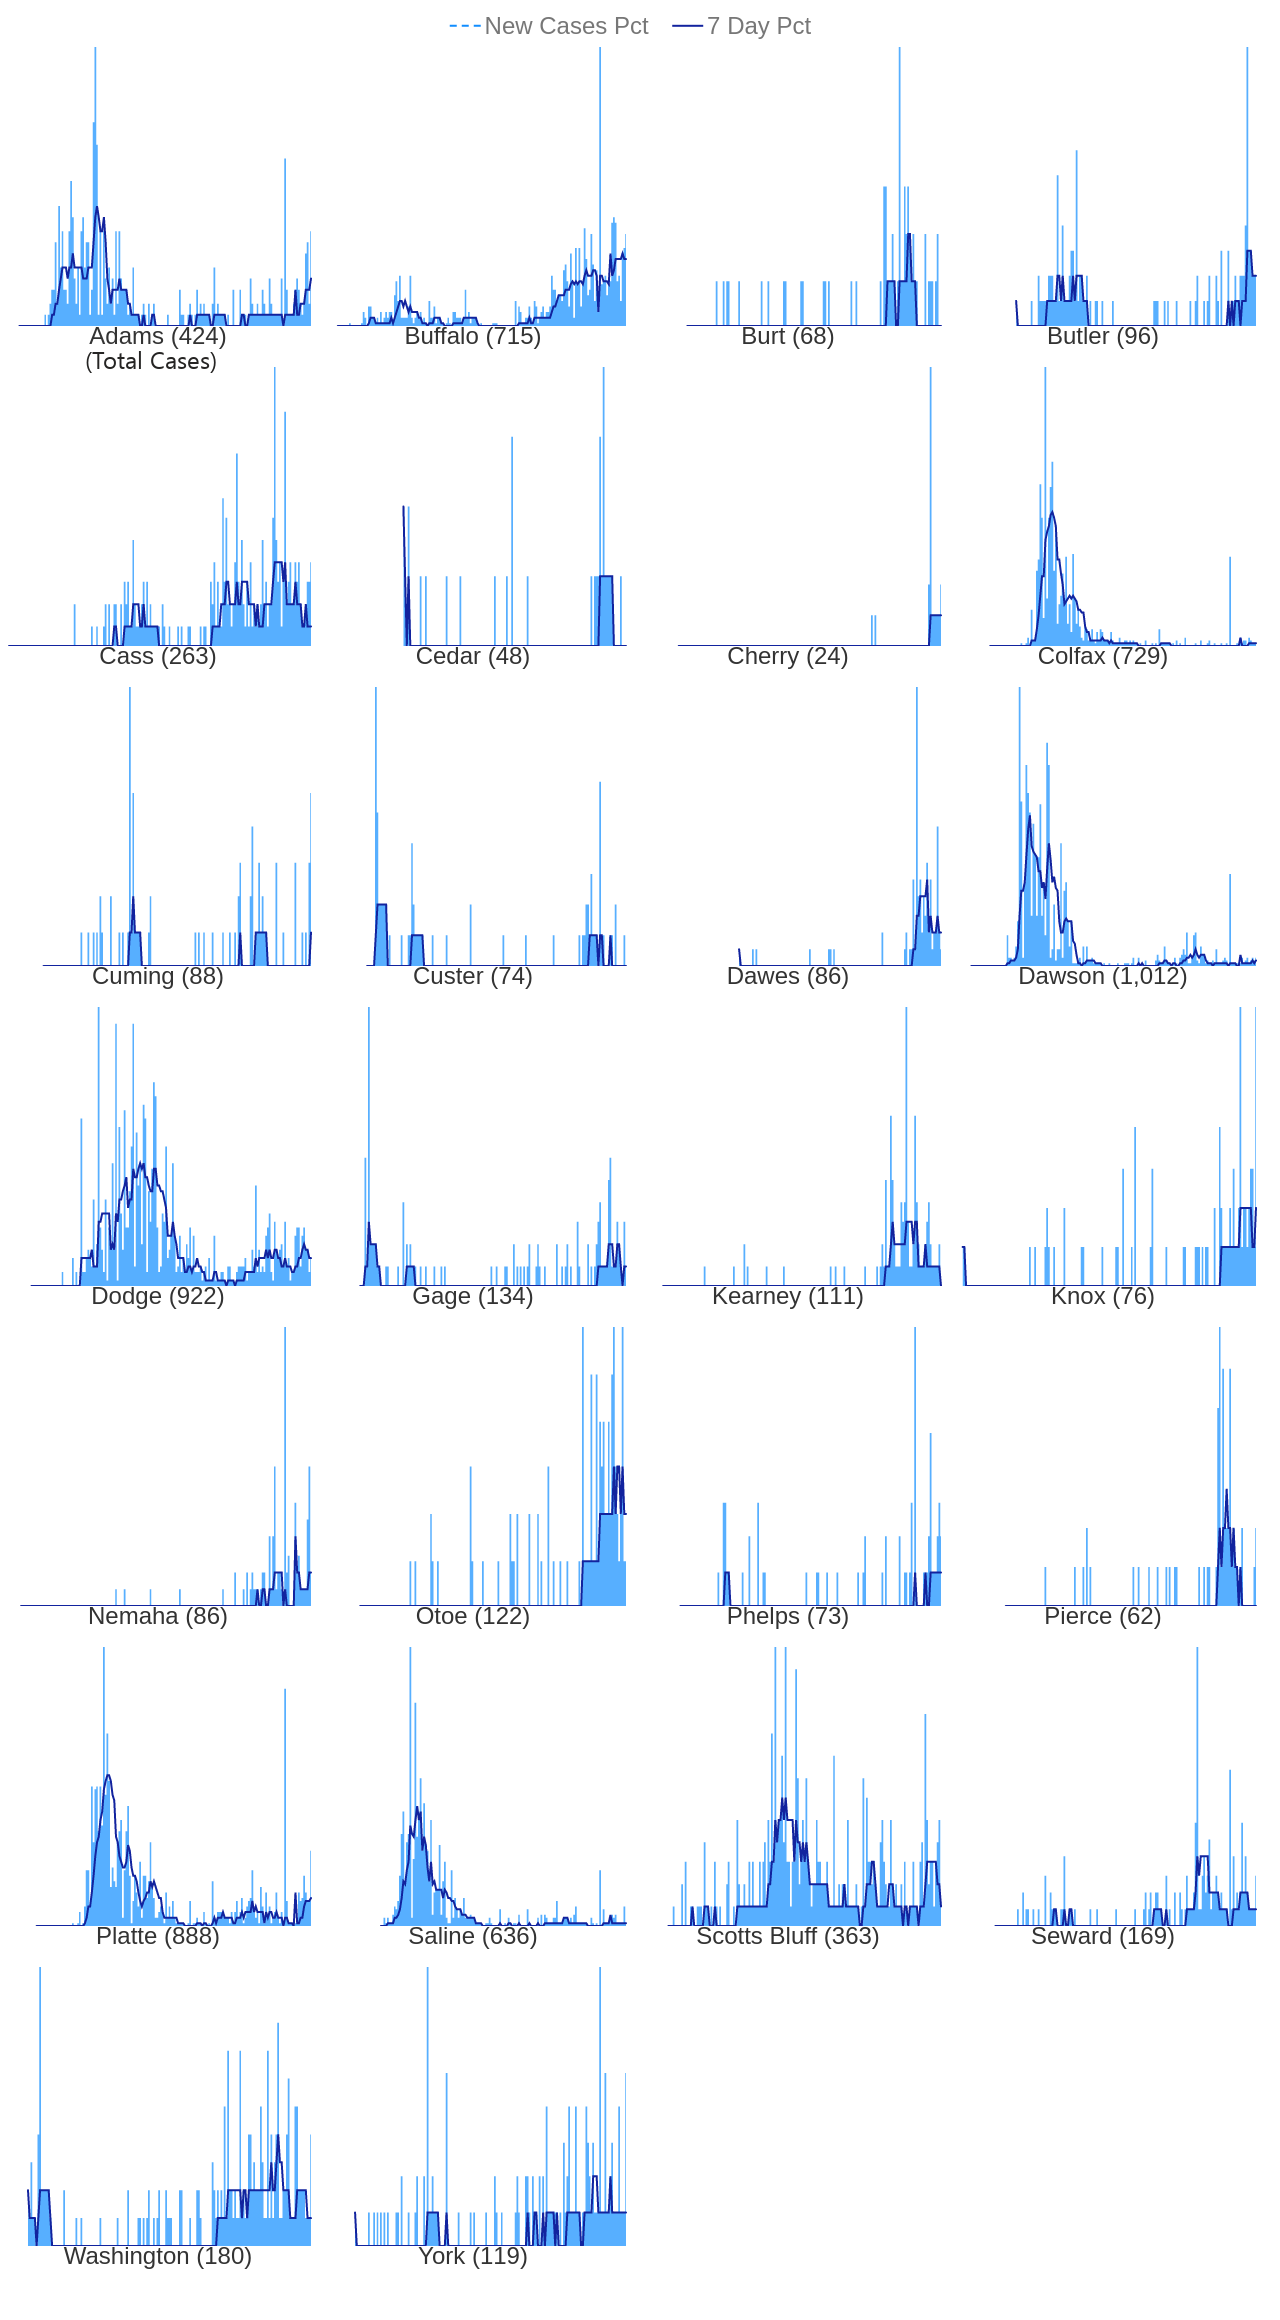 New Cases Pct 7 Day Pct
Adams (424) Buffalo (715) Burt (68) Butler (96)
(Total Cases)
Cass (263) Cedar (48) Cherry (24) Colfax (729)
Cuming (88) Custer (74) Dawes (86) Dawson (1,012)
Dodge (922) Gage (134) Kearney (111) Knox (76)
Nemaha (86) Otoe (122) Phelps (73) Pierce (62)
Platte (888) Saline (636) Scotts Bluff (363) Seward (169)
Washington (180) York (119)